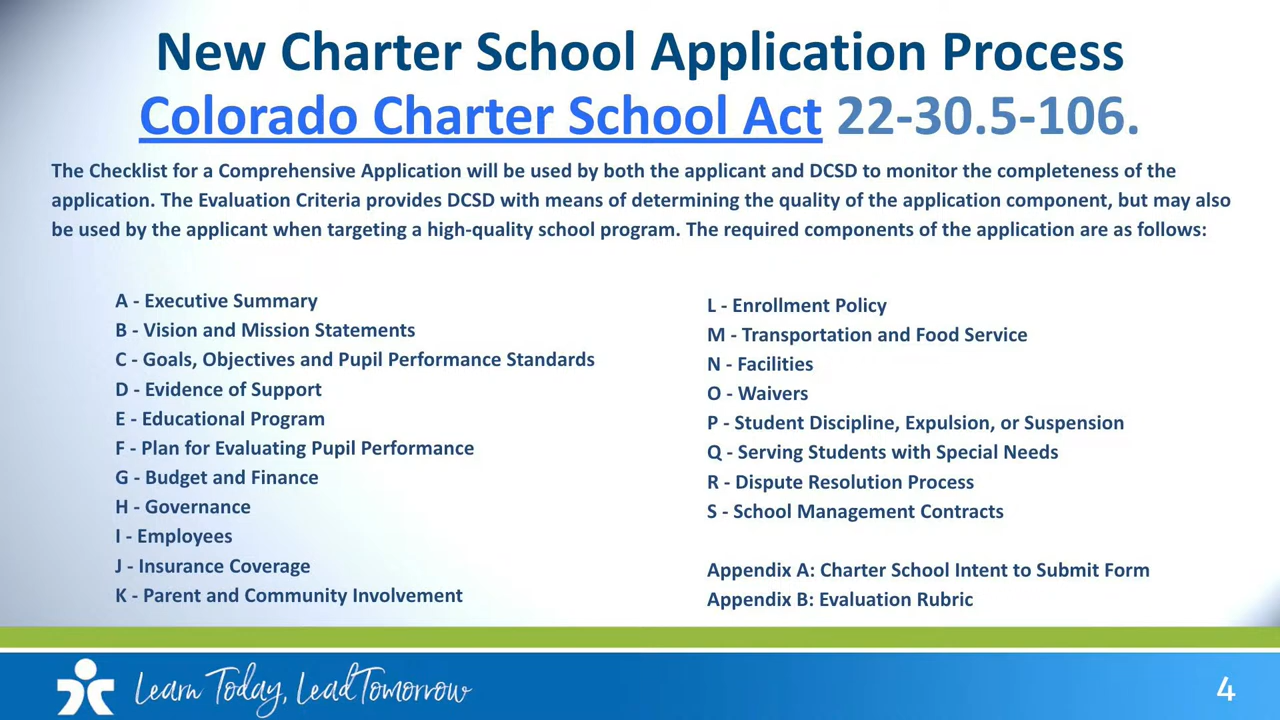 New Charter School Application Process
Colorado Charter School Act 22-30.5-106.
The Checklist for a Comprehensive Application will be used by both the applicant and DCSD to monitor the completeness of the
application. The Evaluation Criteria provides DCSD with means of determining the quality of the application component, but may also
be used by the applicant when targeting a high-quality school program. The required components of the application are as follows:
A - Executive Summary
B - Vision and Mission Statements
C - Goals, Objectives and Pupil Performance Standards
D - Evidence of Support
E - Educational Program
F - Plan for Evaluating Pupil Performance
G - Budget and Finance
H - Governance
I - Employees
J - Insurance Coverage
K - Parent and Community Involvement
L - Enrollment Policy
M - Transportation and Food Service
N - Facilities
O - Waivers
P - Student Discipline, Expulsion, or Suspension
Q - Serving Students with Special Needs
R - Dispute Resolution Process
S - School Management Contracts
Appendix A: Charter School Intent to Submit Form
Appendix B: Evaluation Rubric
Learn Today, Lead Tomorrow
4